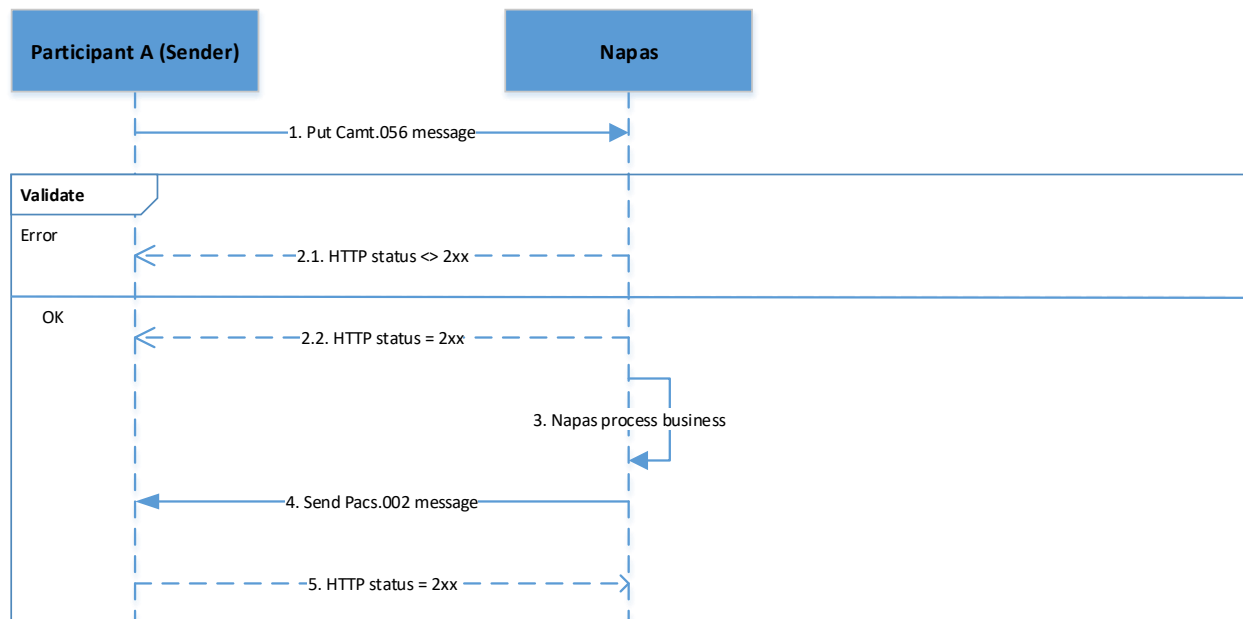 Participant A (Sender)
Napas
1. Put Camt.056 message
Validate
Error
2.1. HTTP status <> 2xx
OK
2.2. HTTP status = 2xx
3. Napas process business
4. Send Pacs.002 message
5. HTTP status = 2xx